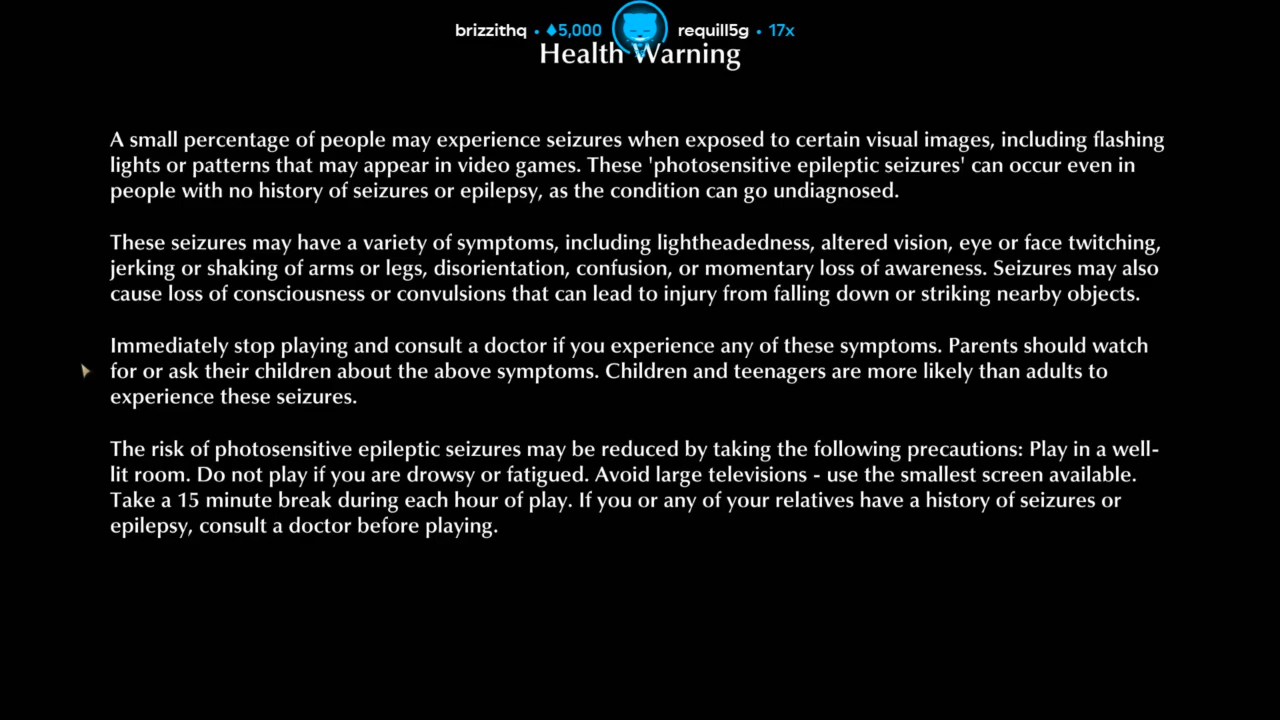 brizzithq • 5,000 requill5g • 17x
Health Warning
A small percentage of people may experience seizures when exposed to certain visual images, including flashing
lights or patterns that may appear in video games. These 'photosensitive epileptic seizures' can occur even in
people with no history of seizures or epilepsy, as the condition can go undiagnosed.
These seizures may have a variety of symptoms, including lightheadedness, altered vision, eye or face twitching,
jerking or shaking of arms or legs, disorientation, confusion, or momentary loss of awareness. Seizures may also
cause loss of consciousness or convulsions that can lead to injury from falling down or striking nearby objects.
Immediately stop playing and consult a doctor if you experience any of these symptoms. Parents should watch
for or ask their children about the above symptoms. Children and teenagers are more likely than adults to
experience these seizures.
The risk of photosensitive epileptic seizures may be reduced by taking the following precautions: Play in a well-
lit room. Do not play if you are drowsy or fatigued. Avoid large televisions - use the smallest screen available.
Take a 15 minute break during each hour of play. If you or any of your relatives have a history of seizures or
epilepsy, consult a doctor before playing.